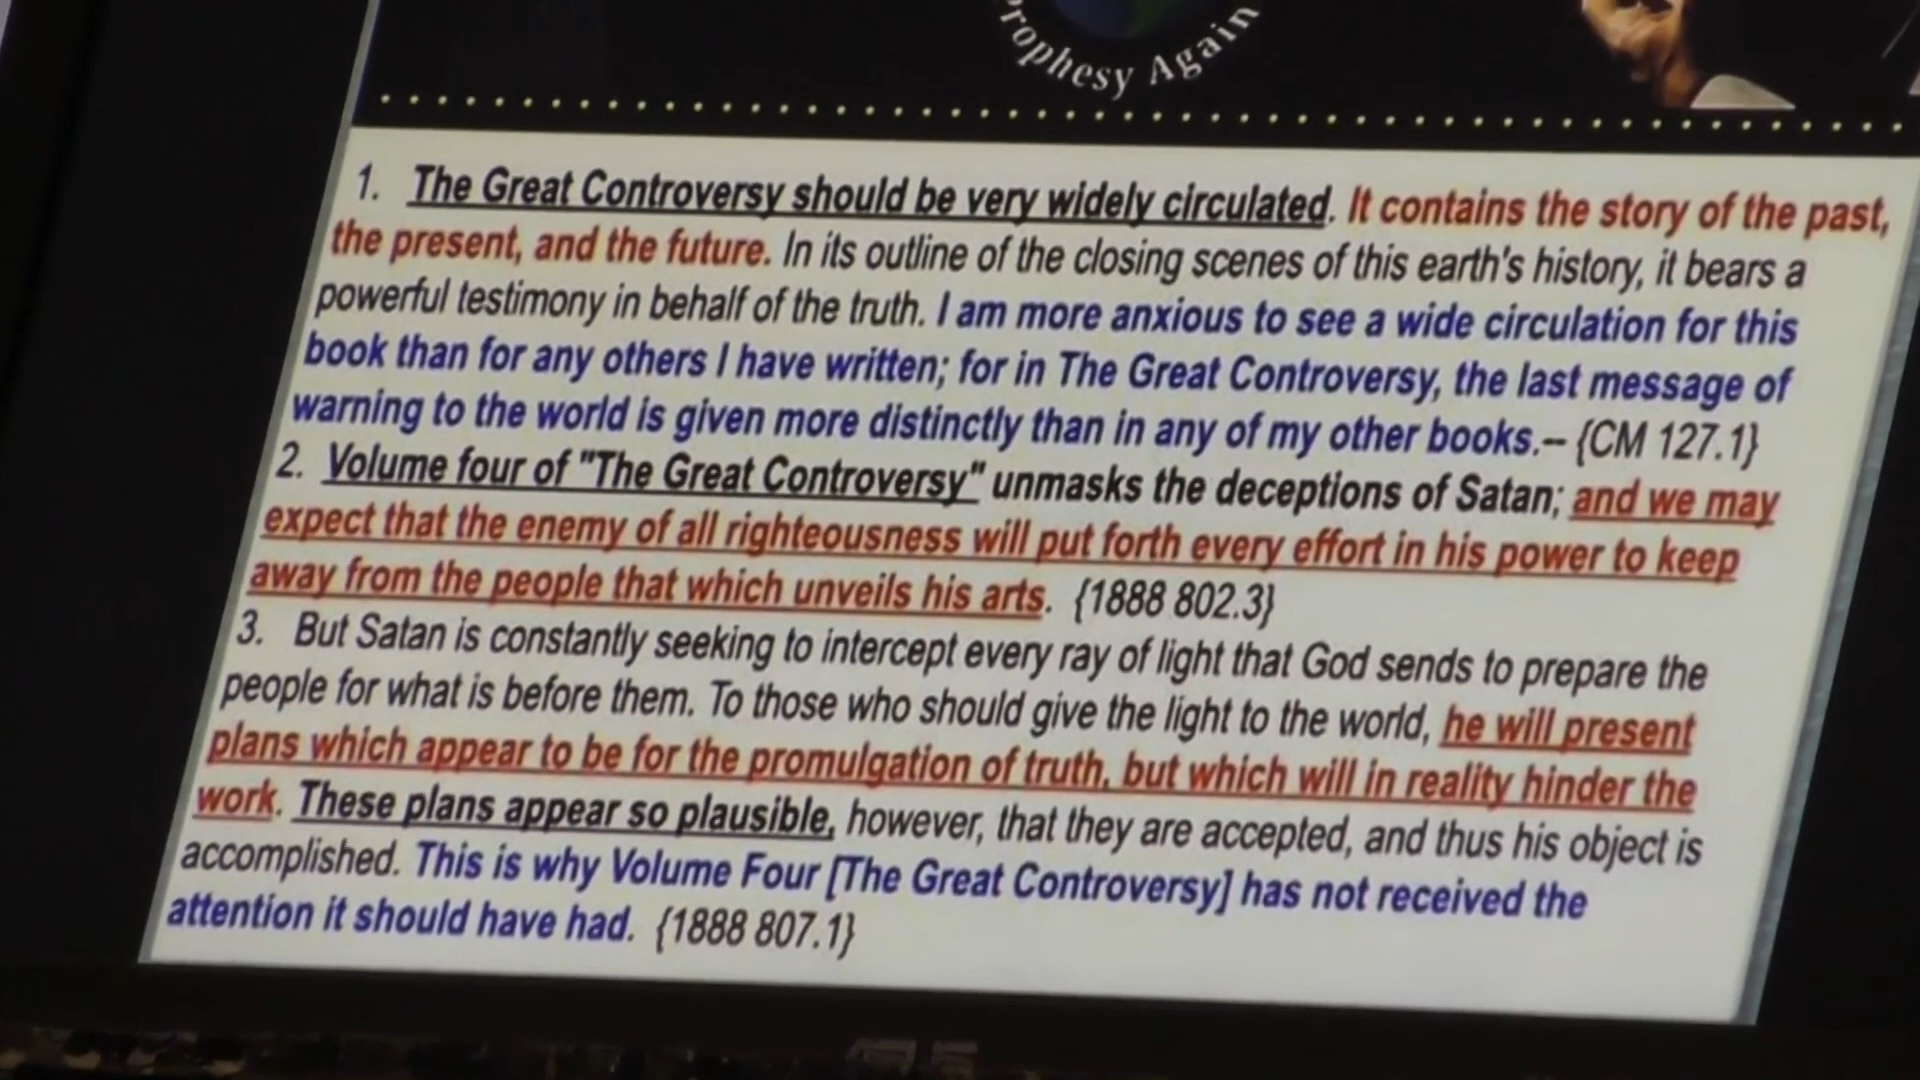 Prophesy Again
1. The Great Controversy should be very widely circulated. It contains the story of the past,
the present, and the future. In its outline of the closing scenes of this earth's history, it bears a
powerful testimony in behalf of the truth. I am more anxious to see a wide circulation for this
book than for any others I have written; for in The Great Controversy, the last message of
warning to the world is given more distinctly than in any of my other books.– {CM 127.1}
2. Volume four of "The Great Controversy" unmasks the deceptions of Satan; and we may
expect that the enemy of all righteousness will put forth every effort in his power to keep
away from the people that which unveils his arts. {1888 802.3}
3. But Satan is constantly seeking to intercept every ray of light that God sends to prepare the
people for what is before them. To those who should give the light to the world, he will present
plans which appear to be for the promulgation of truth, but which will in reality hinder the
work. These plans appear so plausible, however, that they are accepted, and thus his object is
accomplished. This is why Volume Four [The Great Controversy] has not received the
attention it should have had. {1888 807.1}